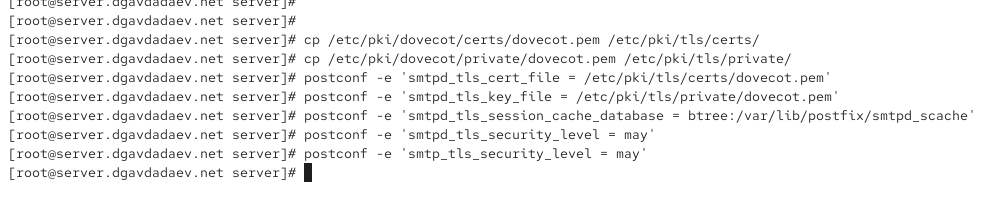 [root@server.dgavdadaev.net server]#
[root@server.dgavdadaev.net server]#
[root@server.dgavdadaev.net server]# cp /etc/pki/dovecot/certs/dovecot.pem /etc/pki/tls/certs/
[root@server.dgavdadaev.net server]# cp /etc/pki/dovecot/private/dovecot.pem /etc/pki/tls/private/
[root@server.dgavdadaev.net server]# postconf -e 'smtpd_tls_cert_file = /etc/pki/tls/certs/dovecot.pem'
[root@server.dgavdadaev.net server]# postconf -e 'smtpd_tls_key_file = /etc/pki/tls/private/dovecot.pem'
[root@server.dgavdadaev.net server]# postconf -e 'smtpd_tls_session_cache_database = btree:/var/lib/postfix/smtpd_scache'
[root@server.dgavdadaev.net server]# postconf -e 'smtpd_tls_security_level = may'
[root@server.dgavdadaev.net server]# postconf -e 'smtp_tls_security_level = may'
[root@server.dgavdadaev.net server]#